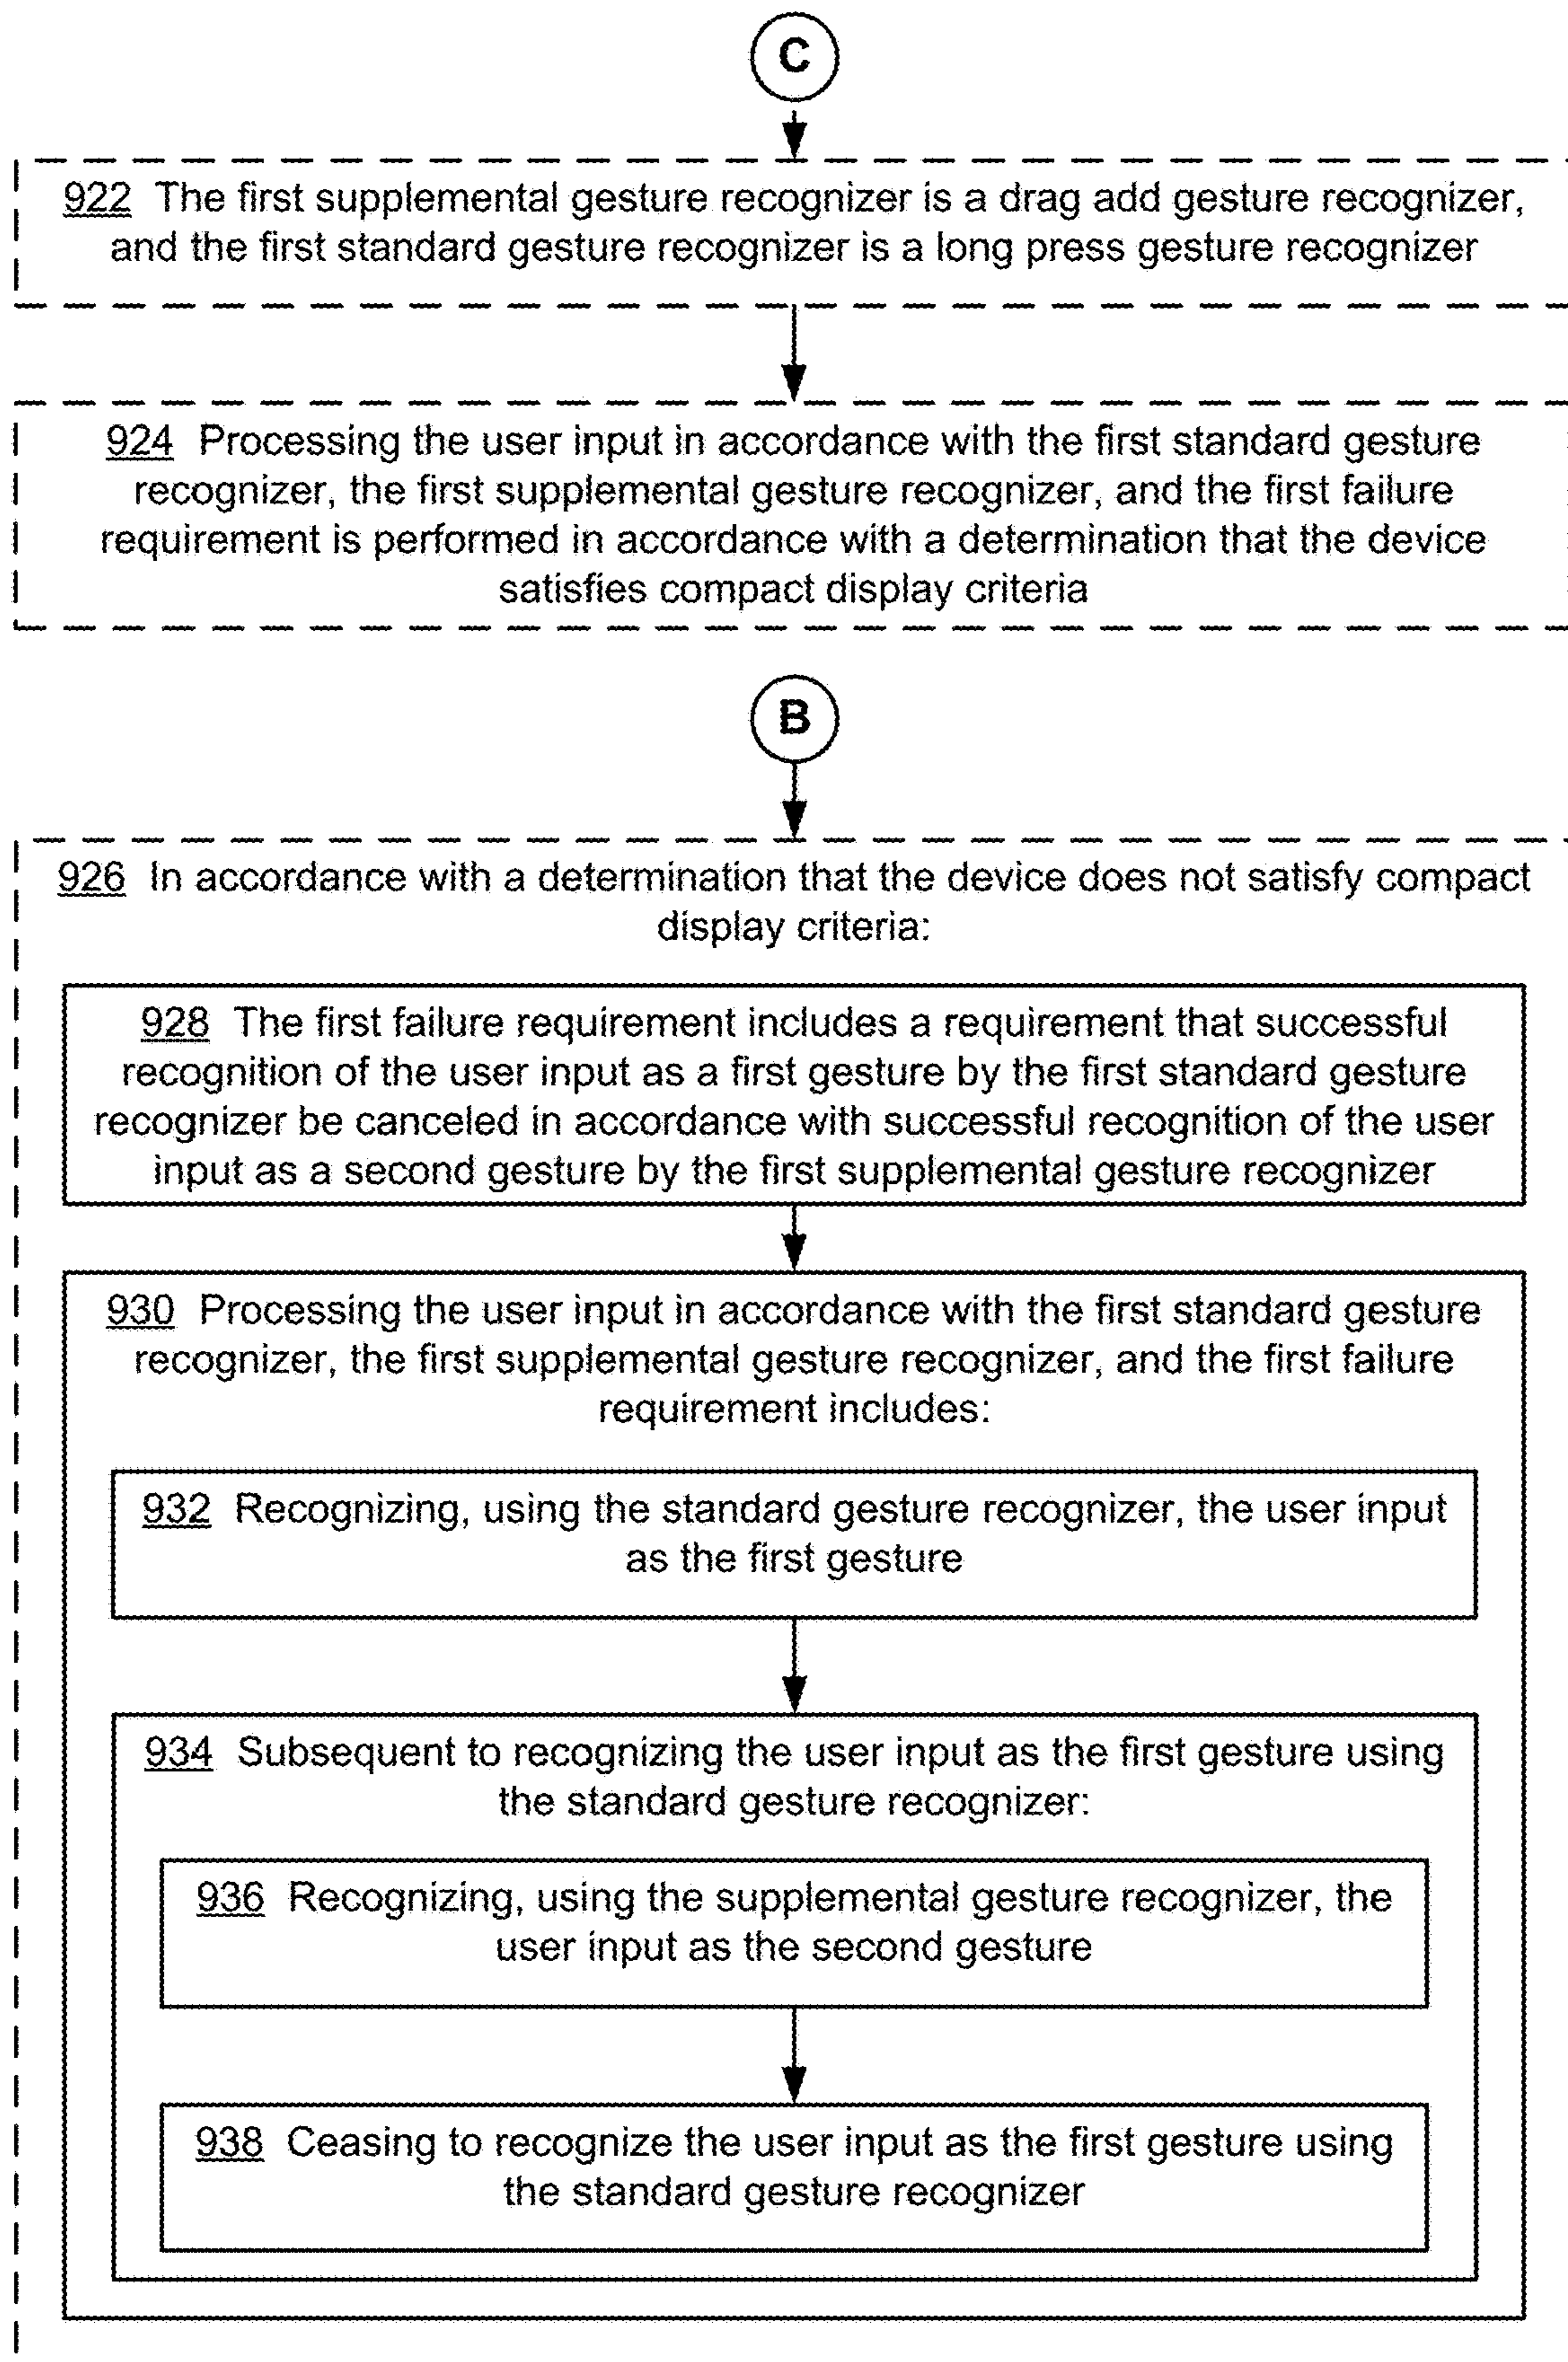 C
922 The first supplemental gesture recognizer is a drag add gesture recognizer,
and the first standard gesture recognizer is a long press gesture recognizer
924 Processing the user input in accordance with the first standard gesture
recognizer, the first supplemental gesture recognizer, and the first failure
requirement is performed in accordance with a determination that the device
satisfies compact display criteria
B
926 In accordance with a determination that the device does not satisfy compact
display criteria:
928 The first failure requirement includes a requirement that successful
recognition of the user input as a first gesture by the first standard gesture
recognizer be canceled in accordance with successful recognition of the user
input as a second gesture by the first supplemental gesture recognizer
930 Processing the user input in accordance with the first standard gesture
recognizer, the first supplemental gesture recognizer, and the first failure
requirement includes:
932 Recognizing, using the standard gesture recognizer, the user input
as the first gesture
934 Subsequent to recognizing the user input as the first gesture using
the standard gesture recognizer:
936 Recognizing, using the supplemental gesture recognizer, the
user input as the second gesture
938 Ceasing to recognize the user input as the first gesture using
the standard gesture recognizer